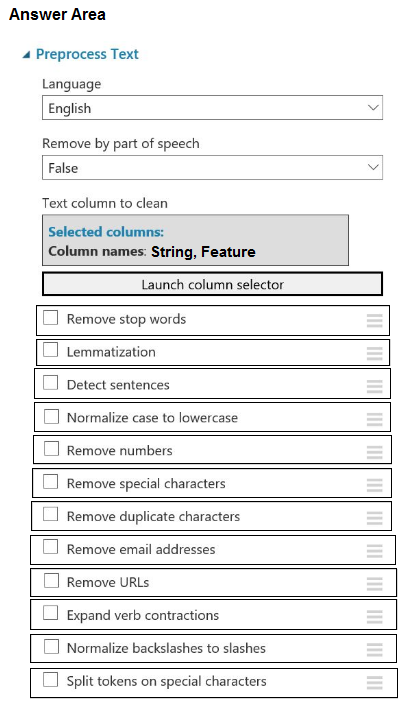 Answer Area
Preprocess Text
Language
English
Remove by part of speech
False
Text column to clean
Selected columns:
Column names: String, Feature
Launch column selector
Remove stop words
Lemmatization
Detect sentences
Normalize case to lowercase
Remove numbers
Remove special characters
Remove duplicate characters
Remove email addresses
Remove URLs
Expand verb contractions
Normalize backslashes to slashes
Split tokens on special characters